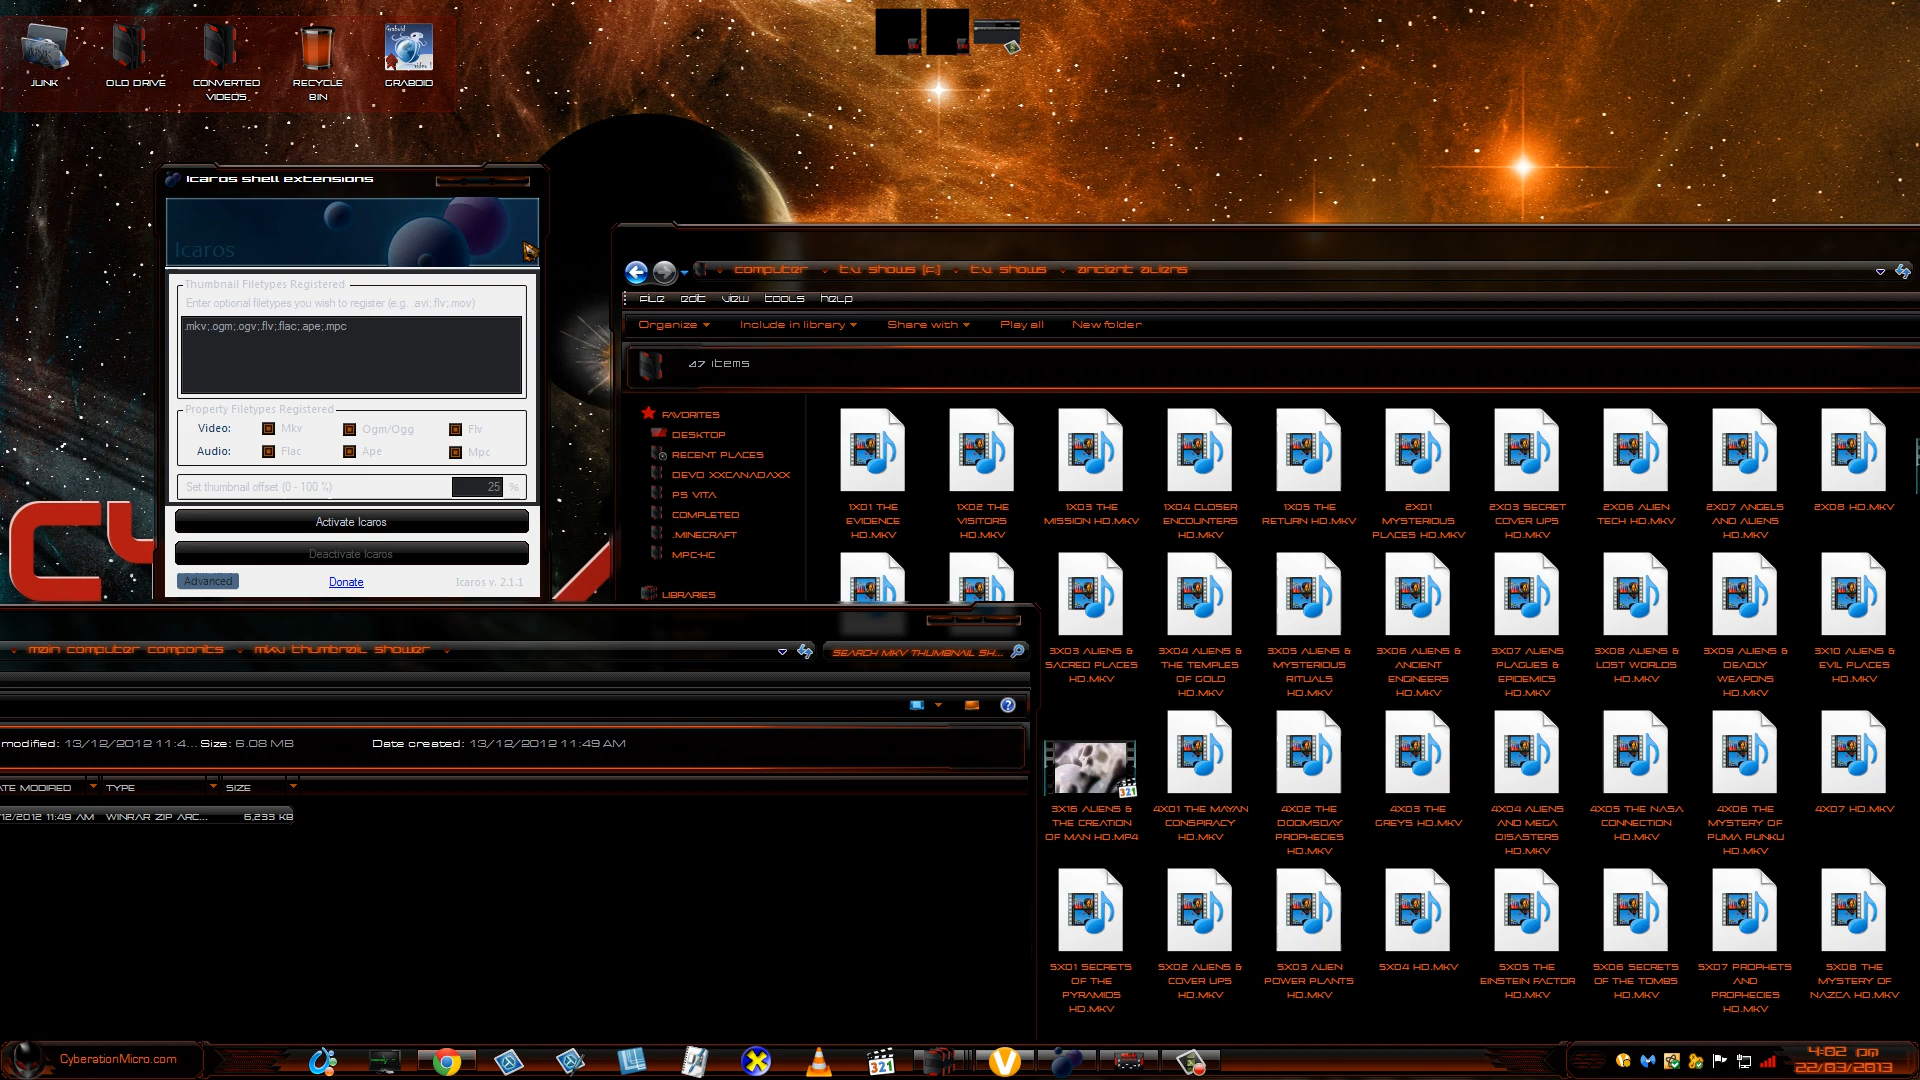 JUNK
OLD DRIVE
CONVERTED VIDEOS
RECYCLE BIN
GRABOID
Icaros shell extensions
Icaros
Thumbnail Filetypes Registered
Enter optional filetypes you wish to register (e.g. .avi;.flv;.mov)
.mkv;.ogm;.ogv;.flv;.flac;.ape;.mpc
Property Filetypes Registered
Video: Mkv Ogm/Ogg Flv
Audio: Flac Ape Mpc
Set thumbnail offset (0 - 100 %) 25 %
Activate Icaros
Deactivate Icaros
Advanced Donate Icaros v. 2.1.1
CY
computer t.v. shows (f:) t.v. shows ancient aliens
file edit view tools help
Organize Include in library Share with Play all New folder
47 items
FAVORITES
DESKTOP
RECENT PLACES
DEVO XXCANADAXX
PS VITA
COMPLETED
.MINECRAFT
MPC-HC
LIBRARIES
1X01 THE EVIDENCE HD.MKV
1X02 THE VISITORS HD.MKV
1X03 THE MISSION HD.MKV
1X04 CLOSER ENCOUNTERS HD.MKV
1X05 THE RETURN HD.MKV
2X01 MYSTERIOUS PLACES HD.MKV
2X03 SECRET COVER UPS HD.MKV
2X06 ALIEN TECH HD.MKV
2X07 ANGELS AND ALIENS HD.MKV
2X08 HD.MKV
3X03 ALIENS & SACRED PLACES HD.MKV
3X04 ALIENS & THE TEMPLES OF GOLD HD.MKV
3X05 ALIENS & MYSTERIOUS RITUALS HD.MKV
3X06 ALIENS & ANCIENT ENGINEERS HD.MKV
3X07 ALIENS PLAGUES & EPIDEMICS HD.MKV
3X08 ALIENS & LOST WORLDS HD.MKV
3X09 ALIENS & DEADLY WEAPONS HD.MKV
3X10 ALIENS & EVIL PLACES HD.MKV
3X16 ALIENS & THE CREATION OF MAN HD.MP4
4X01 THE MAYAN CONSPIRACY HD.MKV
4X02 THE DOOMSDAY PROPHECIES HD.MKV
4X03 THE GREYS HD.MKV
4X04 ALIENS AND MEGA DISASTERS HD.MKV
4X05 THE NASA CONNECTION HD.MKV
4X06 THE MYSTERY OF PUMA PUNKU HD.MKV
4X07 HD.MKV
5X01 SECRETS OF THE PYRAMIDS HD.MKV
5X02 ALIENS & COVER UPS HD.MKV
5X03 ALIEN POWER PLANTS HD.MKV
5X04 HD.MKV
5X05 THE EINSTEIN FACTOR HD.MKV
5X06 SECRETS OF THE TOMBS HD.MKV
5X07 PROPHETS AND PROPHECIES HD.MKV
5X08 THE MYSTERY OF NAZCA HD.MKV
main computer componits mkv thumbnail shower
SEARCH MKV THUMBNAIL SH...
modified: 13/12/2012 11:4... Size: 6.08 MB Date created: 13/12/2012 11:49 AM
ATE MODIFIED TYPE SIZE
/12/2012 11:49 AM WINRAR ZIP ARC... 6,233 KB
CyberationMicro.com
321
4:02 pm
22/03/2013